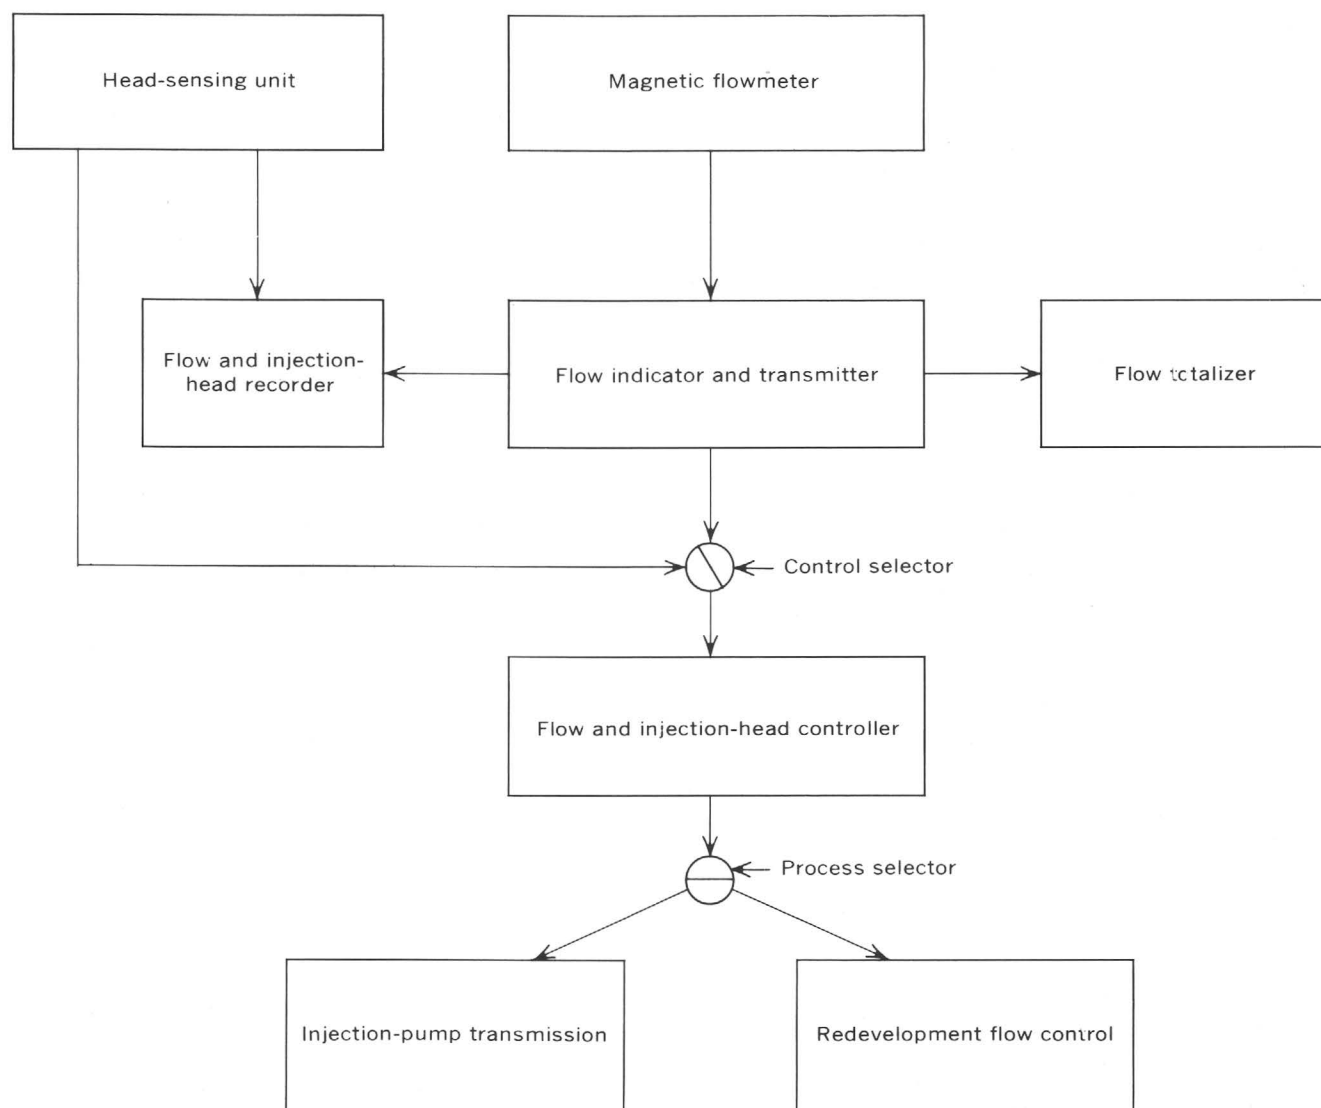 Head-sensing unit
Magnetic flowmeter
Flow and injection-
head recorder
Flow indicator and transmitter
Flow totalizer
Control selector
Flow and injection-head controller
Process selector
Injection-pump transmission
Redevelopment flow control